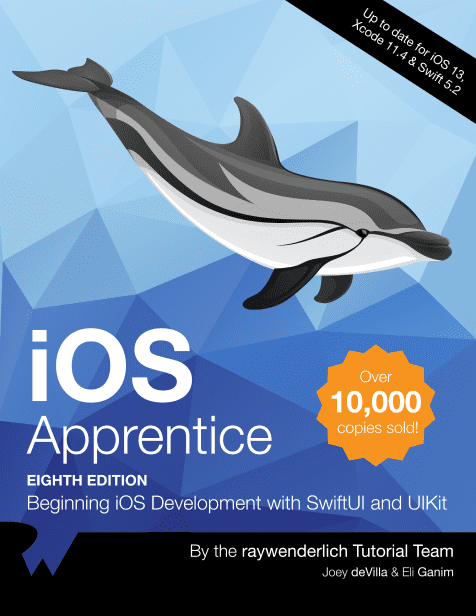 Up to date for iOS 13,
Xcode 11.4 & Swift 5.2
iOS
Apprentice
Over
10,000
copies sold!
EIGHTH EDITION
Beginning iOS Development with SwiftUI and UIKit
By the raywenderlich Tutorial Team
Joey deVilla & Eli Ganim